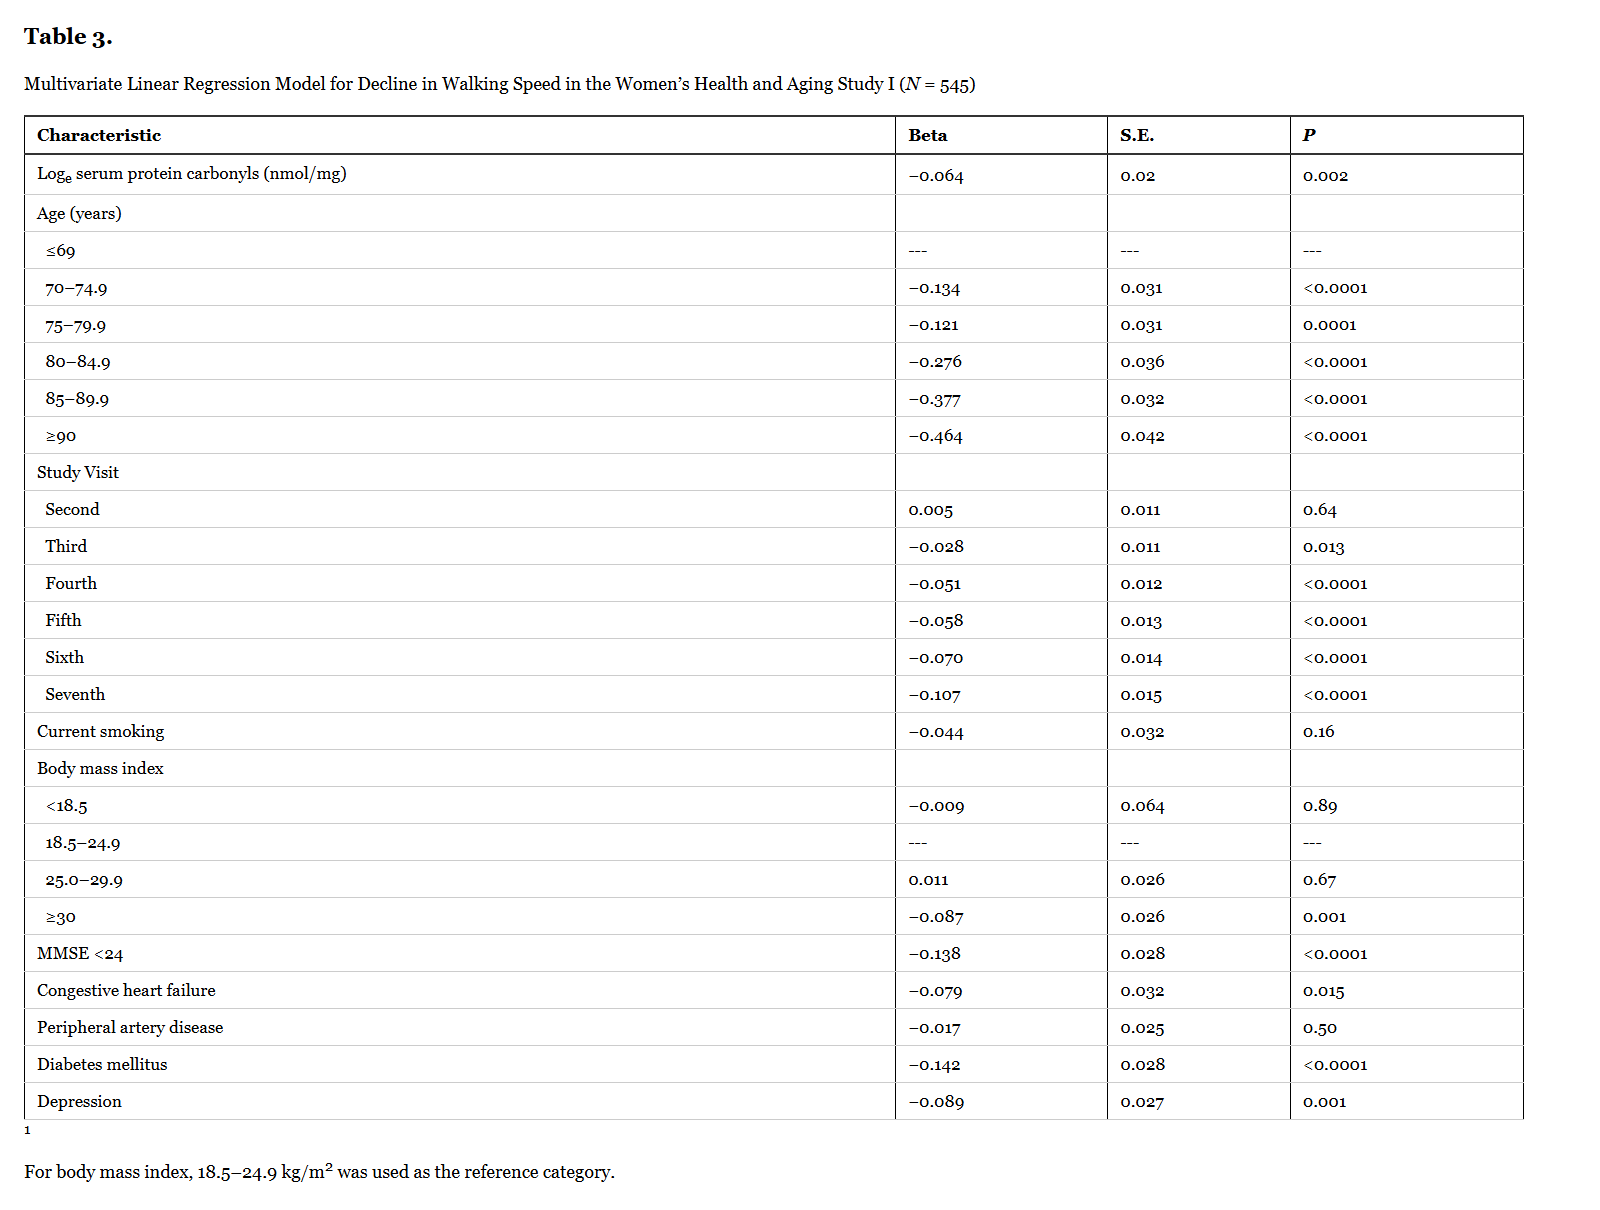 Table 3.
Multivariate Linear Regression Model for Decline in Walking Speed in the Women’s Health and Aging Study I (N = 545)
Characteristic Beta S.E. P
Logₑ serum protein carbonyls (nmol/mg) −0.064 0.02 0.002
Age (years)
≤69 --- --- ---
70–74.9 −0.134 0.031 <0.0001
75–79.9 −0.121 0.031 0.0001
80–84.9 −0.276 0.036 <0.0001
85–89.9 −0.377 0.032 <0.0001
≥90 −0.464 0.042 <0.0001
Study Visit
Second 0.005 0.011 0.64
Third −0.028 0.011 0.013
Fourth −0.051 0.012 <0.0001
Fifth −0.058 0.013 <0.0001
Sixth −0.070 0.014 <0.0001
Seventh −0.107 0.015 <0.0001
Current smoking −0.044 0.032 0.16
Body mass index
<18.5 −0.009 0.064 0.89
18.5–24.9 --- --- ---
25.0–29.9 0.011 0.026 0.67
≥30 −0.087 0.026 0.001
MMSE <24 −0.138 0.028 <0.0001
Congestive heart failure −0.079 0.032 0.015
Peripheral artery disease −0.017 0.025 0.50
Diabetes mellitus −0.142 0.028 <0.0001
Depression −0.089 0.027 0.001
1
For body mass index, 18.5–24.9 kg/m² was used as the reference category.